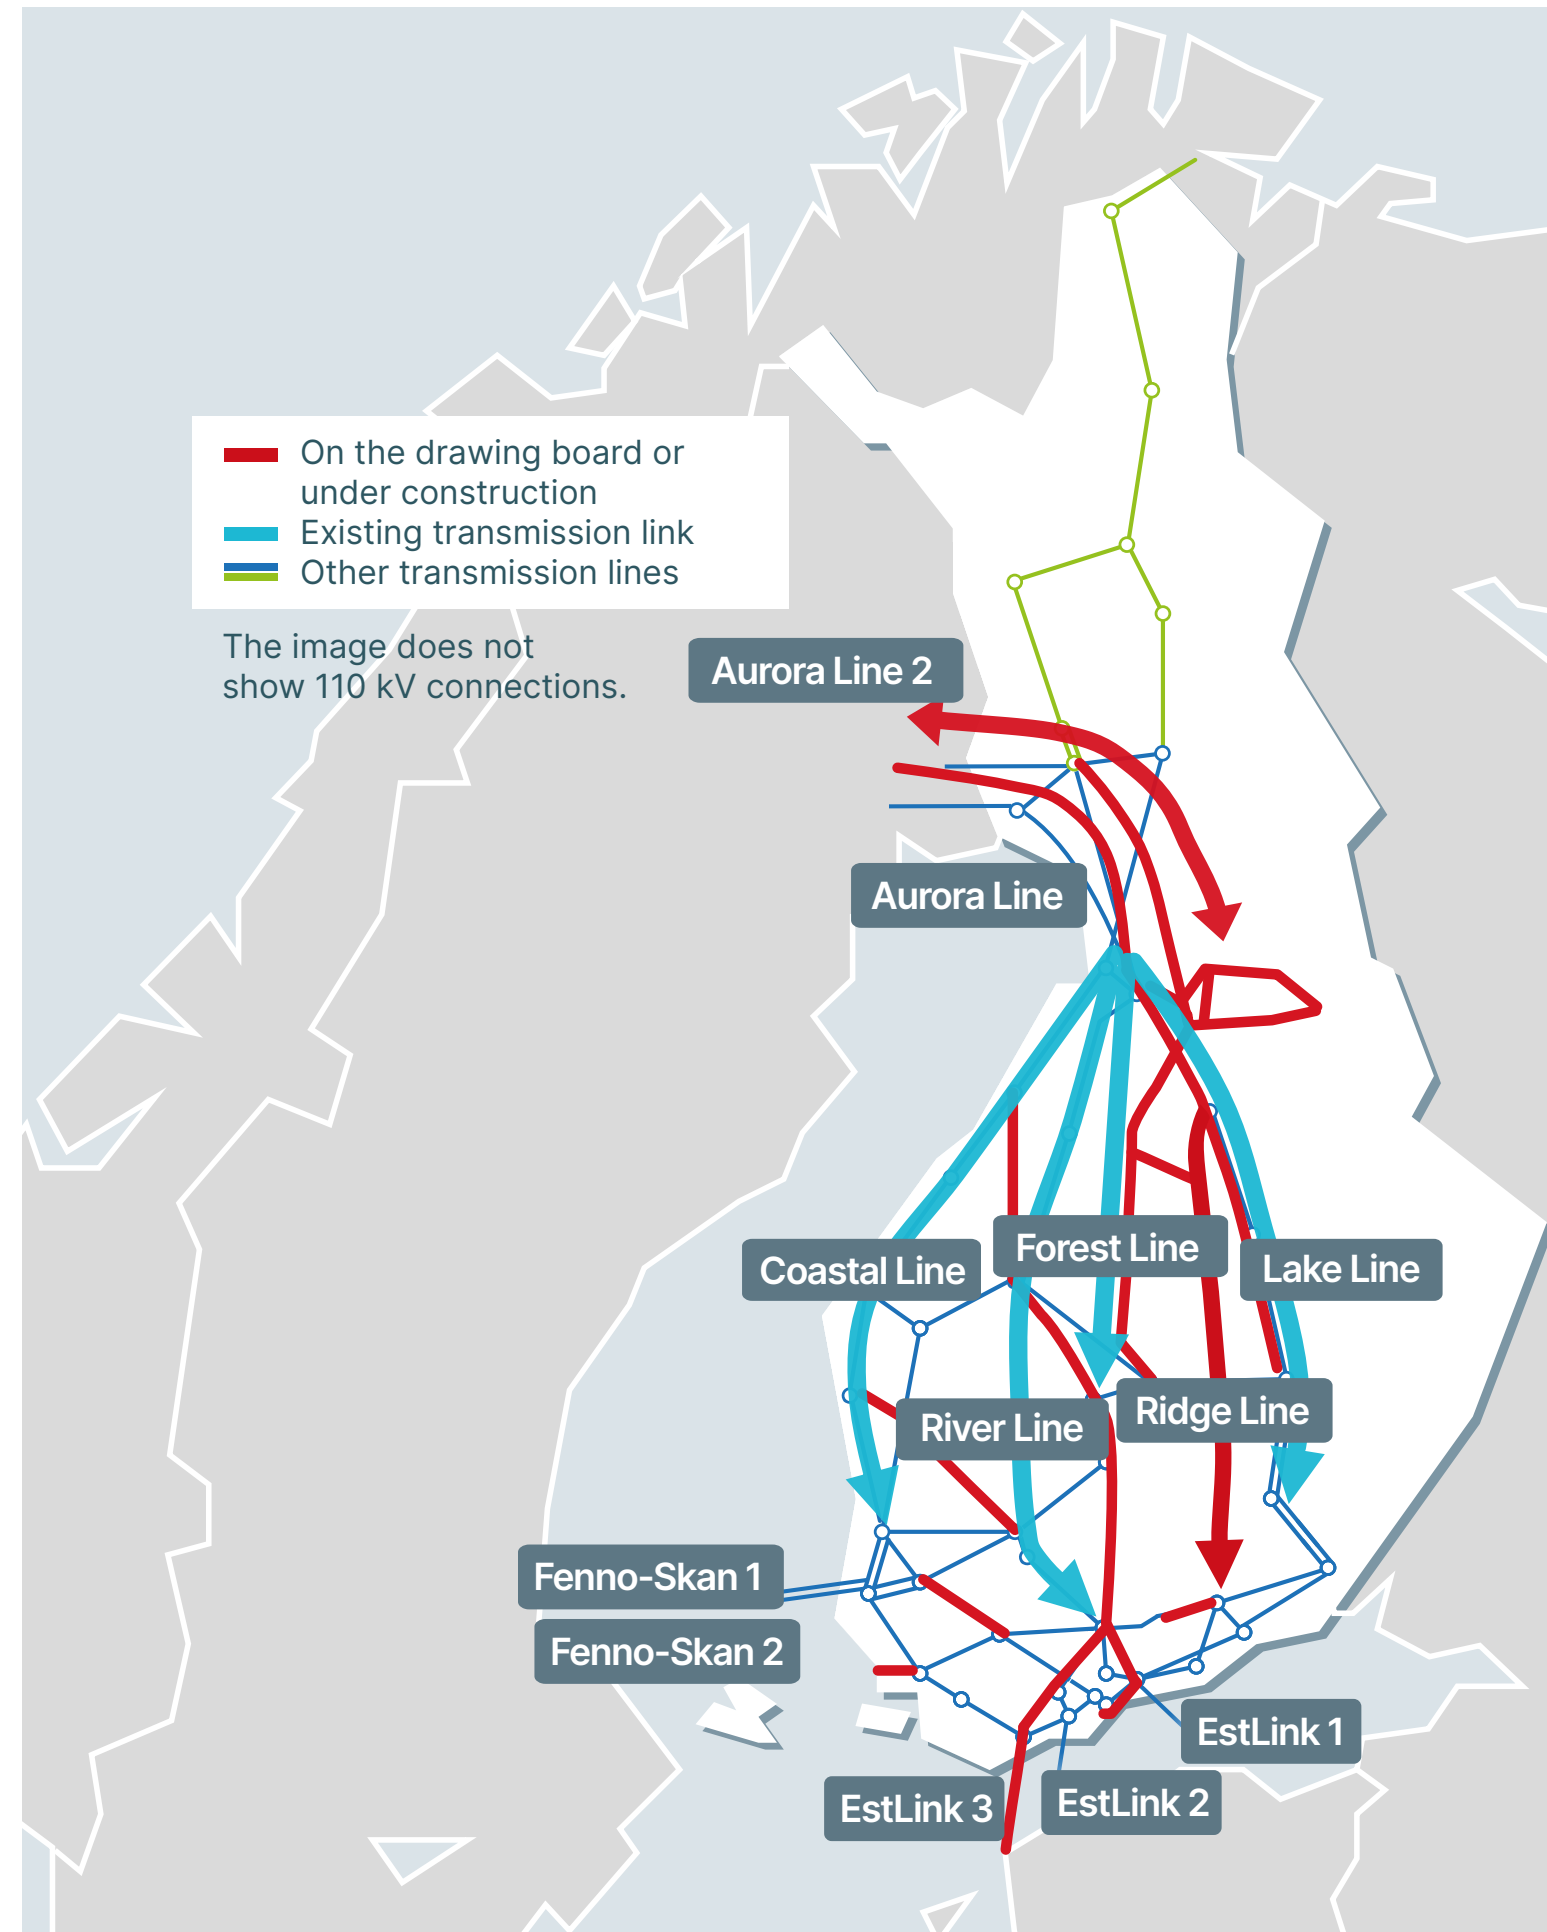 On the drawing board or
under construction
Existing transmission link
Other transmission lines
The image does not
show 110 kV connections.
Aurora Line 2
Aurora Line
Forest Line
Coastal Line
Lake Line
Ridge Line
River Line
Fenno-Skan 1
Fenno-Skan 2
EstLink 1
EstLink 2
EstLink 3